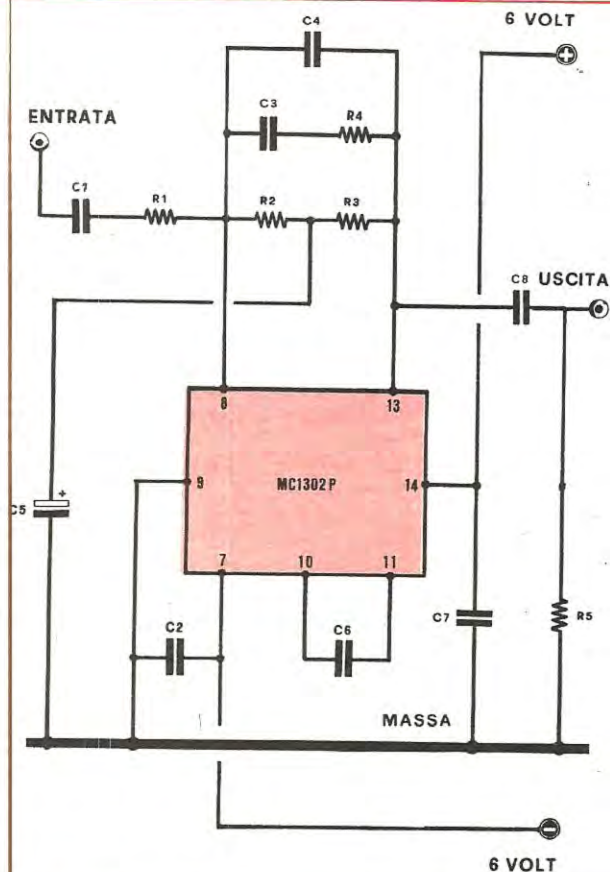 C4
6 VOLT
+
C3
R4
ENTRATA
C1
R1
R2
R3
C8
USCITA
8
13
9
MC1302P
14
+
C5
7
10
11
C2
C6
C7
R5
MASSA
6 VOLT